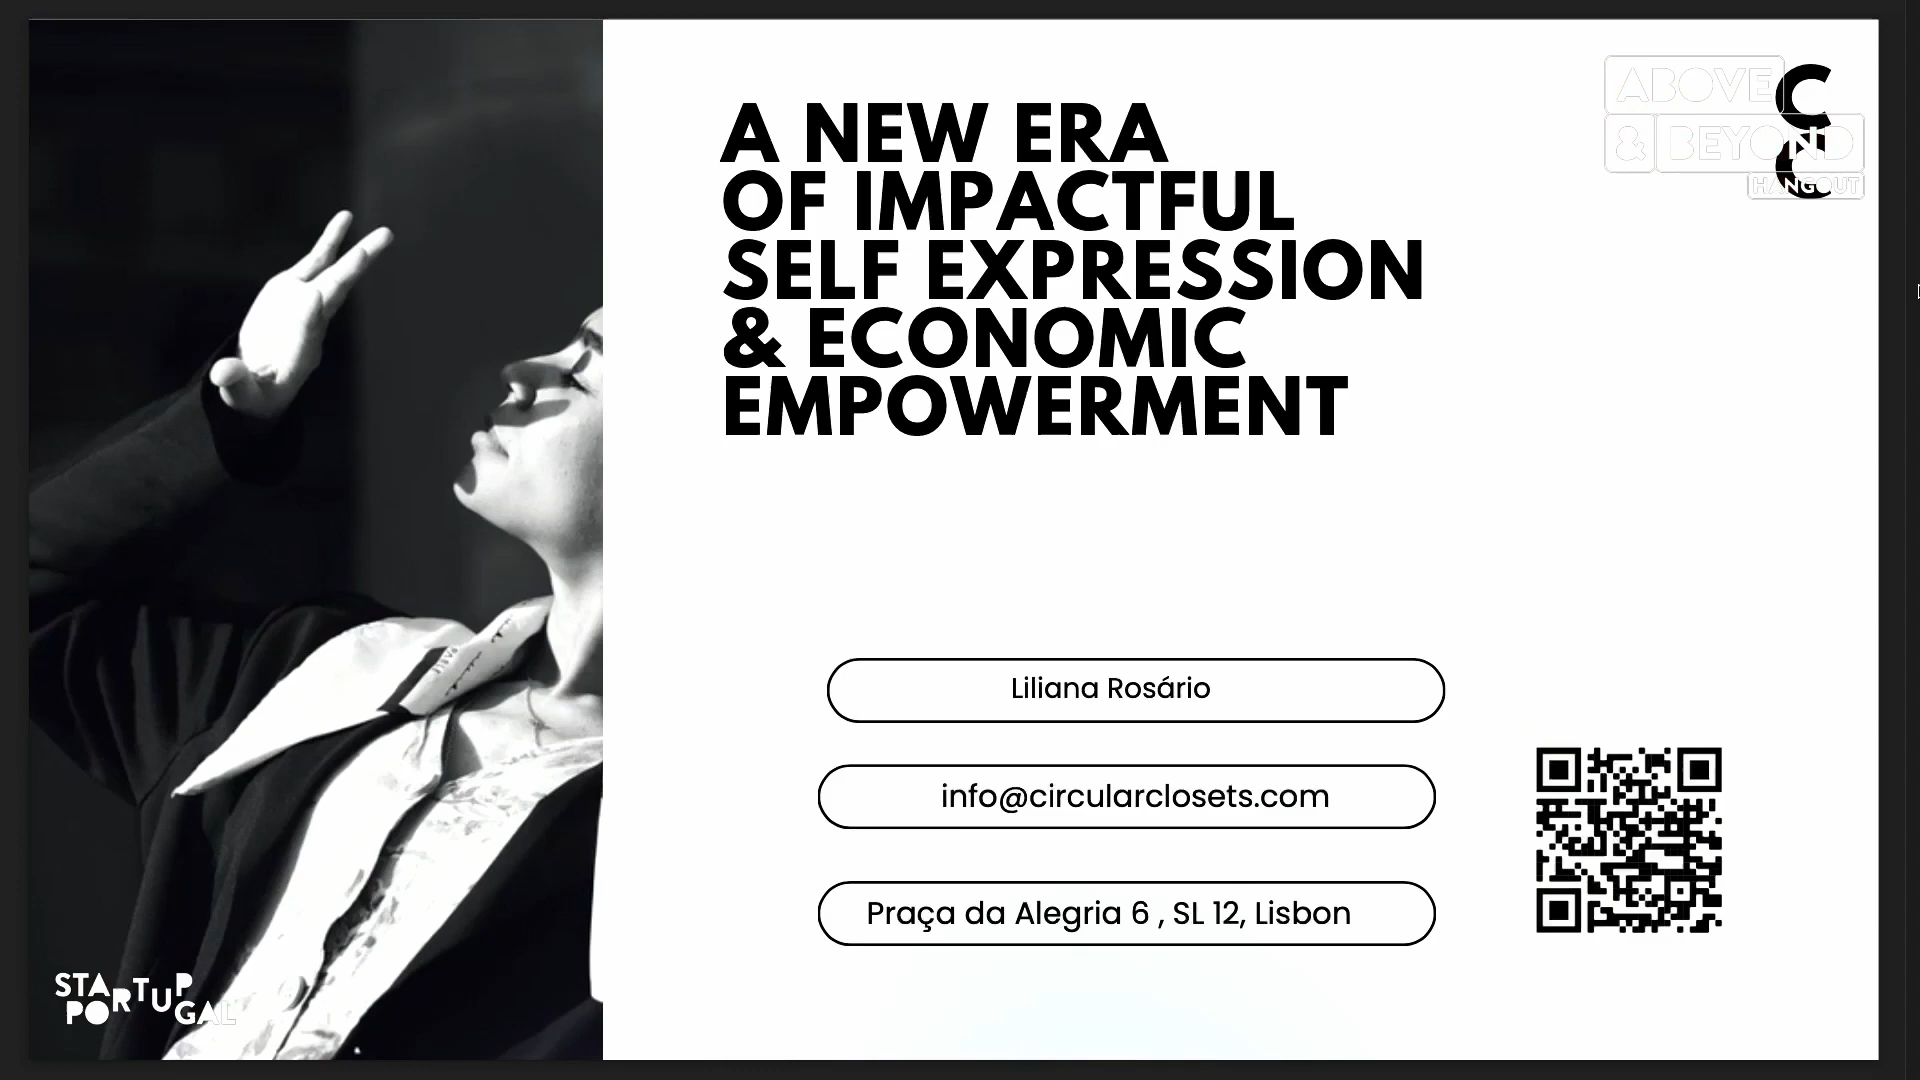 ABOVE
& BEYOND
HANGOUT
C
C
A NEW ERA
OF IMPACTFUL
SELF EXPRESSION
& ECONOMIC
EMPOWERMENT
Liliana Rosário
info@circularclosets.com
Praça da Alegria 6 , SL 12, Lisbon
STARTUP
PORTUGAL